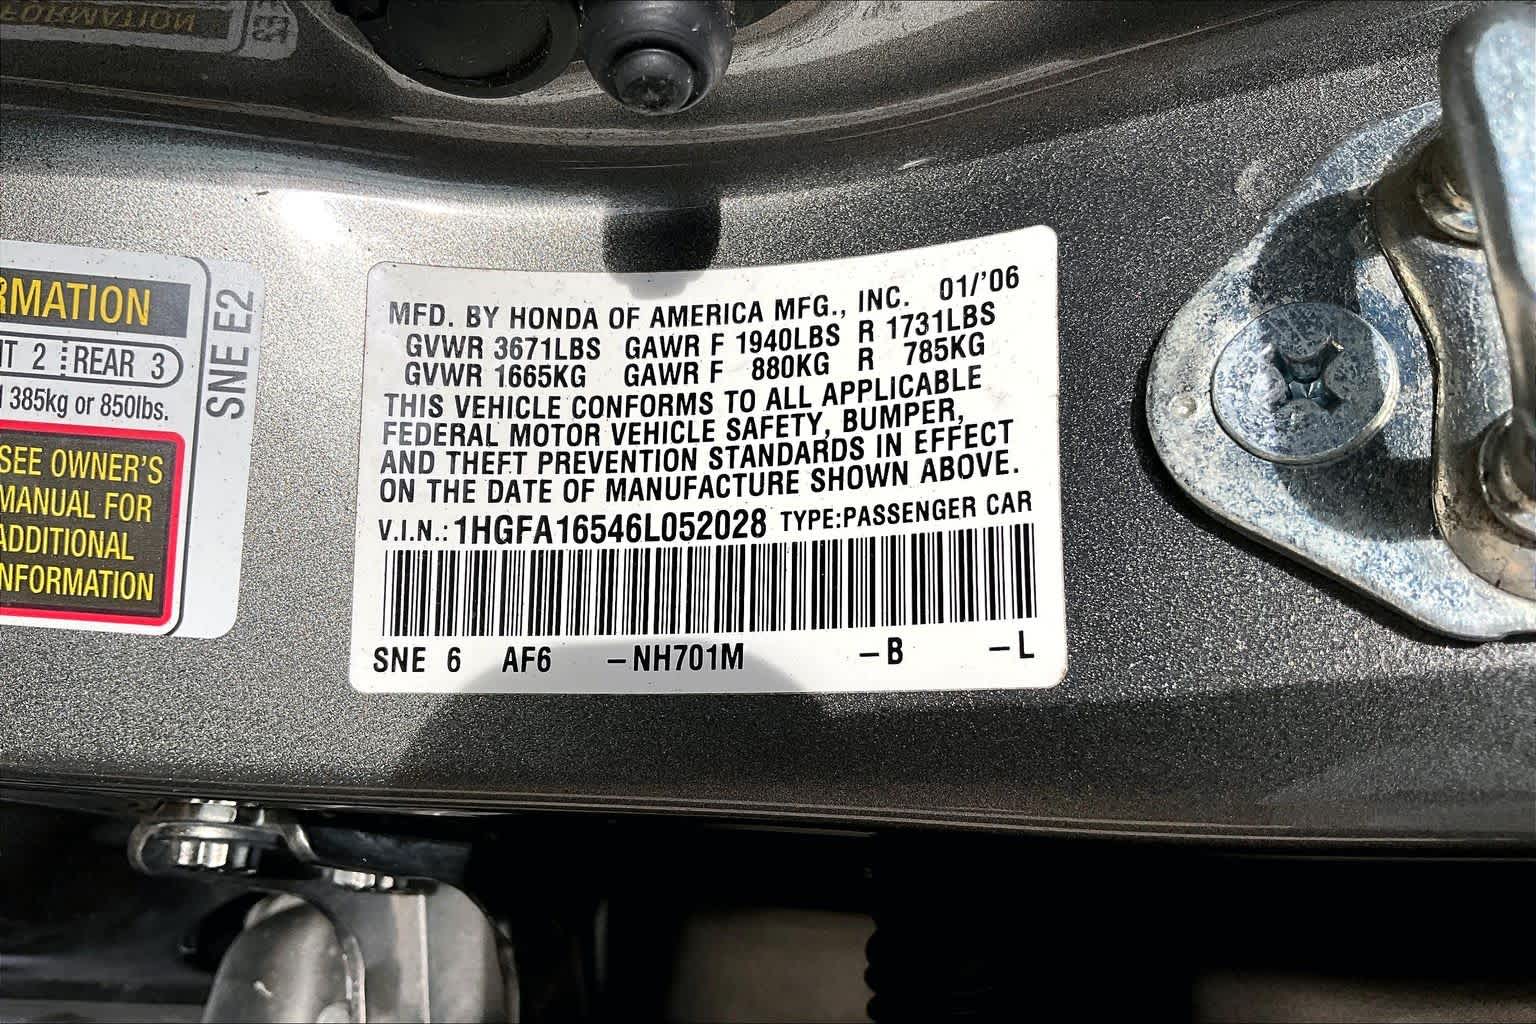 RMATION
T 2 REAR 3
385kg or 850lbs.
SEE OWNER'S
MANUAL FOR
ADDITIONAL
NFORMATION
SNE E2
MFD. BY HONDA OF AMERICA MFG., INC. 01/'06
GVWR 3671LBS GAWR F 1940LBS R 1731LBS
GVWR 1665KG GAWR F 880KG R 785KG
THIS VEHICLE CONFORMS TO ALL APPLICABLE
FEDERAL MOTOR VEHICLE SAFETY, BUMPER,
AND THEFT PREVENTION STANDARDS IN EFFECT
ON THE DATE OF MANUFACTURE SHOWN ABOVE.
V.I.N.: 1HGFA16546L052028 TYPE:PASSENGER CAR
SNE 6 AF6 –NH701M –B –L